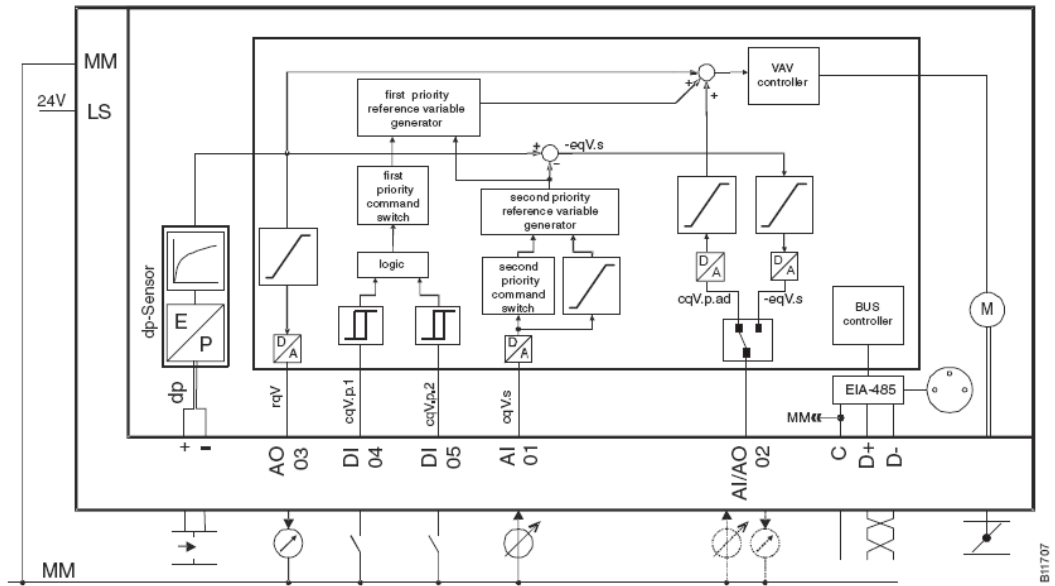 MM
24V
LS
VAV
controller
first priority
reference variable
generator
+
+
+
+
-
-eqV.s
first
priority
command
switch
second priority
reference variable
generator
dp-Sensor
logic
second
priority
command
switch
D
A
D
A
cqV.p.ad
-eqV.s
BUS
controller
M
E
P
D
A
D
A
dp
rqV
cqV.p.1
cqV.p.2
cqV.s
EIA-485
MM
+
-
AO
03
DI
04
DI
05
AI
01
AI/AO
02
C
D+
D-
MM
B11707